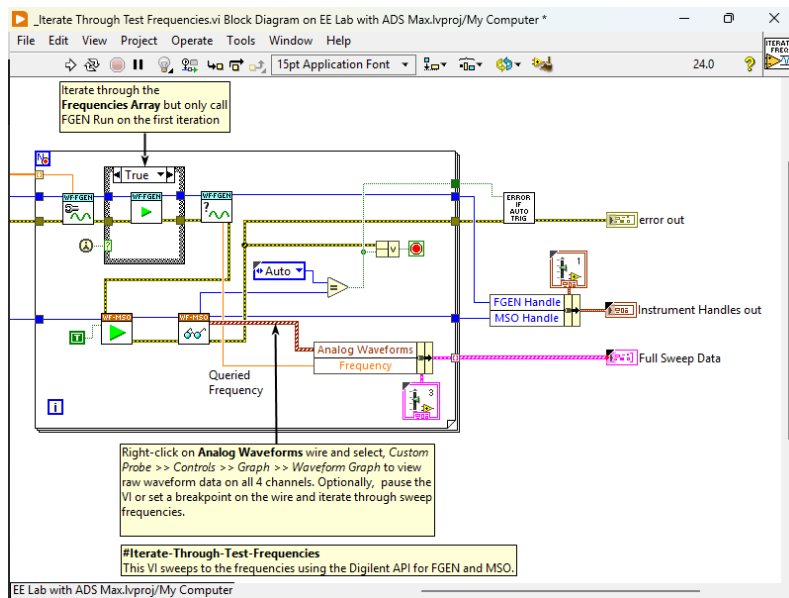 _Iterate Through Test Frequencies.vi Block Diagram on EE Lab with ADS Max.lvproj/My Computer *
File Edit View Project Operate Tools Window Help
15pt Application Font
24.0
ITERAT
FREQ
Iterate through the
Frequencies Array but only call
FGEN Run on the first iteration
N
True
WF-FGEN
WF-FGEN
WF-FGEN
?
?
ERROR
IF
AUTO
TRIG
error out
Auto
=
v
1
FGEN Handle
MSO Handle
Instrument Handles out
WF-MSO
WF-MSO
T
Analog Waveforms
Frequency
Full Sweep Data
Queried
Frequency
3
i
Right-click on Analog Waveforms wire and select, Custom
Probe >> Controls >> Graph >> Waveform Graph to view
raw waveform data on all 4 channels. Optionally, pause the
VI or set a breakpoint on the wire and iterate through sweep
frequencies.
#Iterate-Through-Test-Frequencies
This VI sweeps to the frequencies using the Digilent API for FGEN and MSO.
EE Lab with ADS Max.lvproj/My Computer